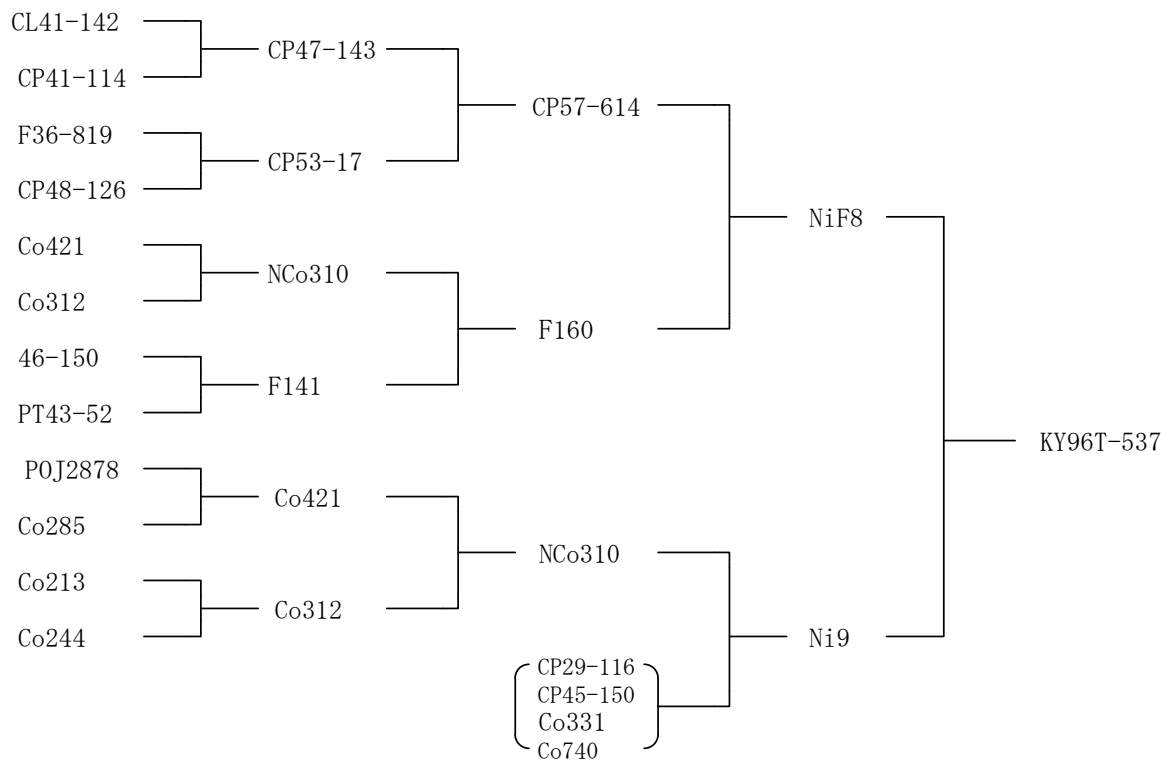 CL41-142
CP41-114
F36-819
CP48-126
Co421
Co312
46-150
PT43-52
POJ2878
Co285
Co213
Co244
CP47-143
CP53-17
NCo310
F141
Co421
Co312
CP57-614
F160
NCo310
CP29-116
CP45-150
Co331
Co740
NiF8
Ni9
KY96T-537